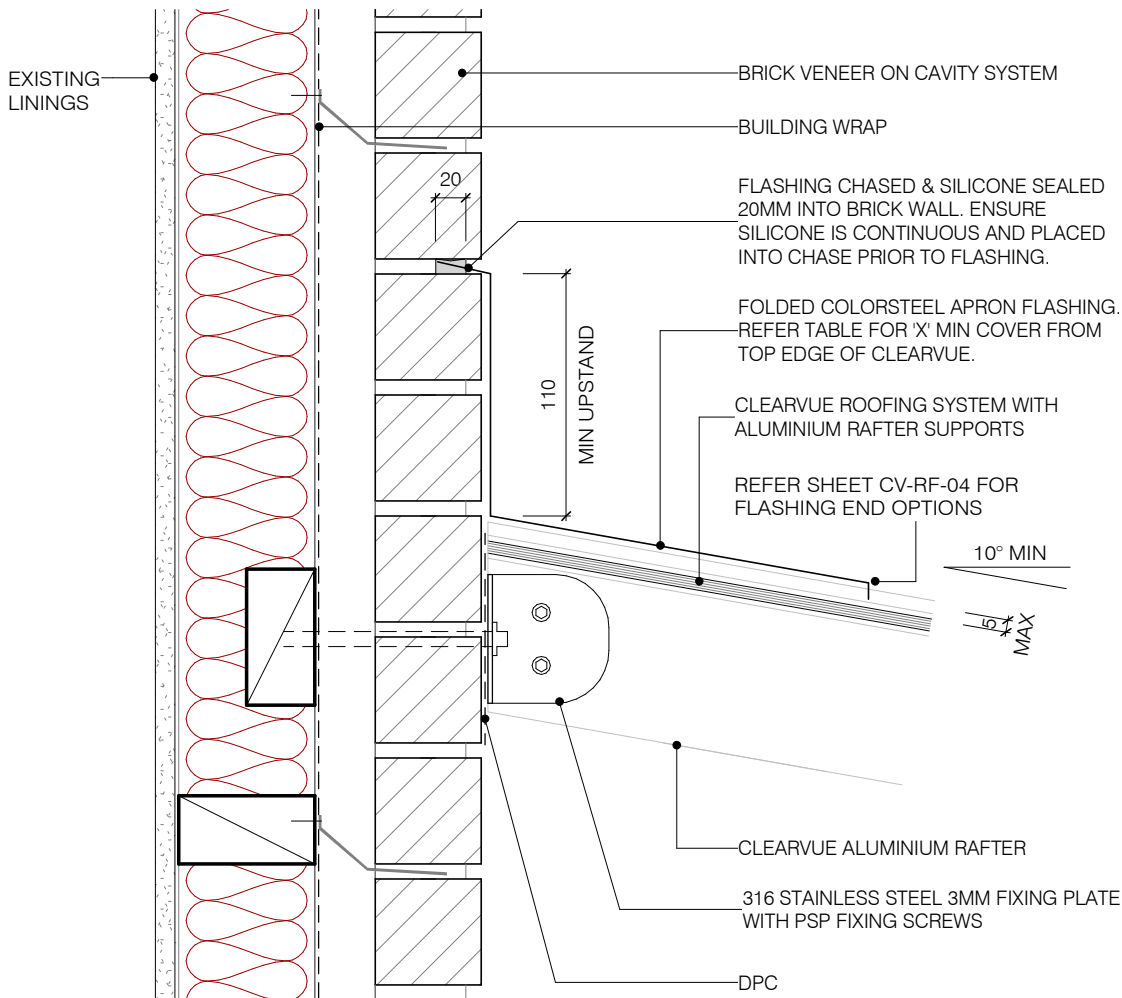 EXISTING
LININGS
BRICK VENEER ON CAVITY SYSTEM
BUILDING WRAP
20
FLASHING CHASED & SILICONE SEALED
20MM INTO BRICK WALL. ENSURE
SILICONE IS CONTINUOUS AND PLACED
INTO CHASE PRIOR TO FLASHING.
FOLDED COLORSTEEL APRON FLASHING.
REFER TABLE FOR 'X' MIN COVER FROM
TOP EDGE OF CLEARVUE.
110
MIN UPSTAND
CLEARVUE ROOFING SYSTEM WITH
ALUMINIUM RAFTER SUPPORTS
REFER SHEET CV-RF-04 FOR
FLASHING END OPTIONS
10° MIN
5
MAX
CLEARVUE ALUMINIUM RAFTER
316 STAINLESS STEEL 3MM FIXING PLATE
WITH PSP FIXING SCREWS
DPC